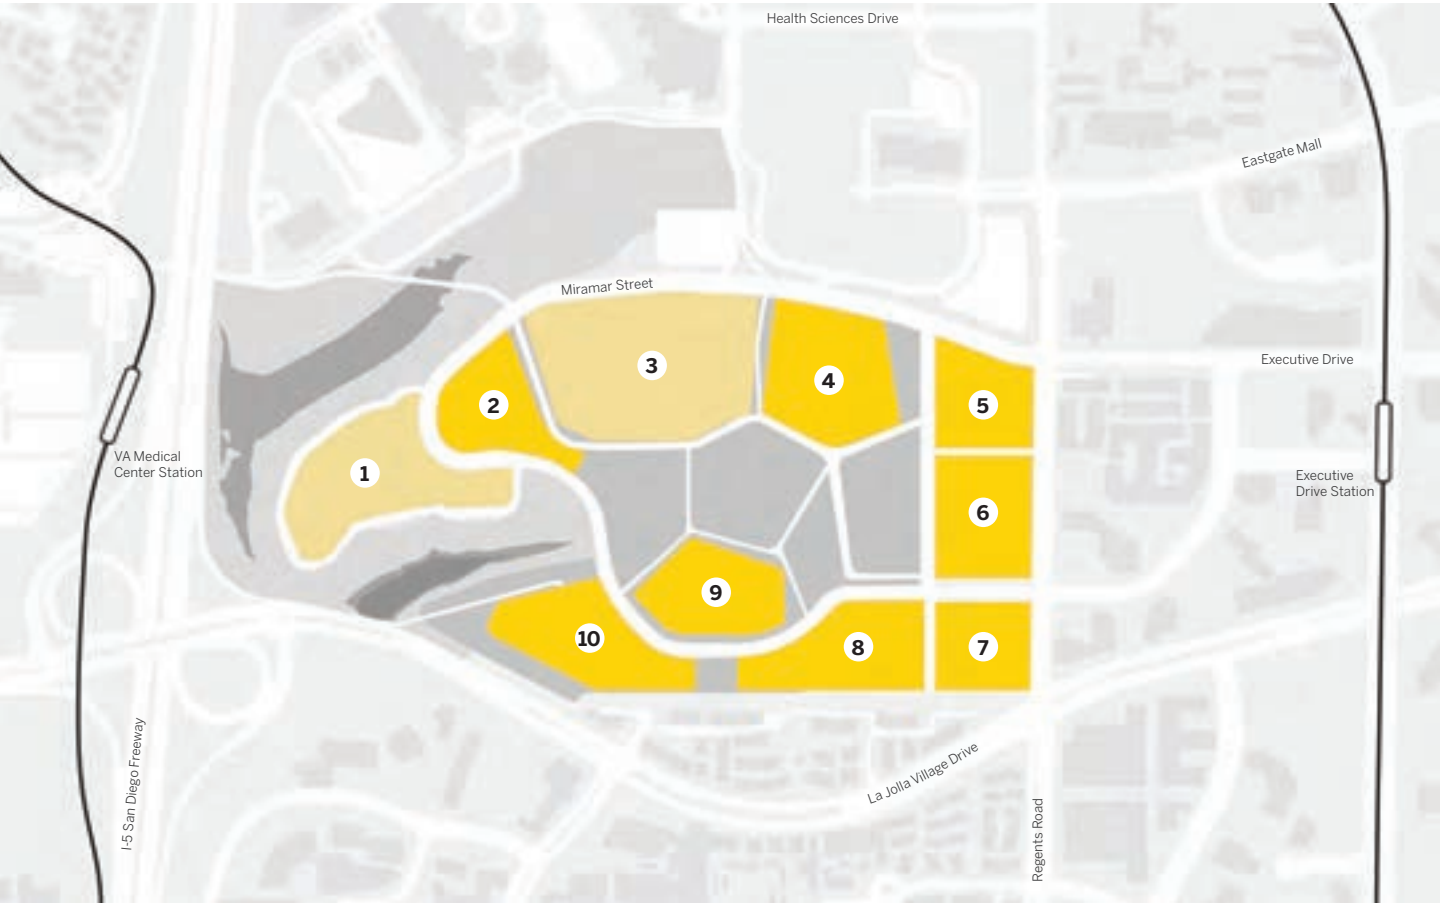 Health Sciences Drive
Eastgate Mall
Miramar Street
Executive Drive
3
4
2
5
VA Medical
Center Station
1
Executive
Drive Station
6
9
10
8
7
I-5 San Diego Freeway
La Jolla Village Drive
Regents Road